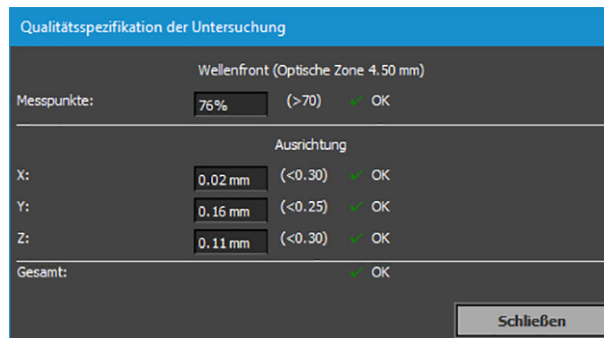 Qualitätsspezifikation der Untersuchung
Wellenfront (Optische Zone 4.50 mm)
Messpunkte: 76% (>70) ✓ OK
Ausrichtung
X: 0.02 mm (<0.30) ✓ OK
Y: 0.16 mm (<0.25) ✓ OK
Z: 0.11 mm (<0.30) ✓ OK
Gesamt: ✓ OK
Schließen